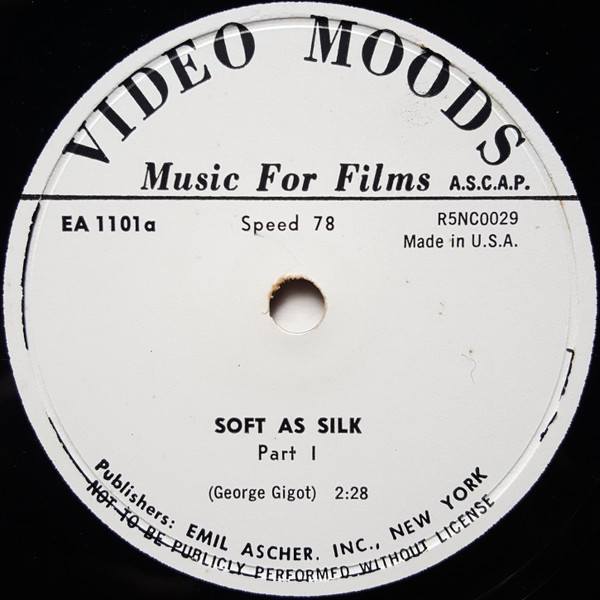 VIDEO MOODS
Music For Films A.S.C.A.P.
EA 1101a Speed 78 R5NC0029
Made in U.S.A.
SOFT AS SILK
Part I
(George Gigot) 2:28
Publishers: EMIL ASCHER. INC., NEW YORK
NOT TO BE PUBLICLY PERFORMED WITHOUT LICENSE